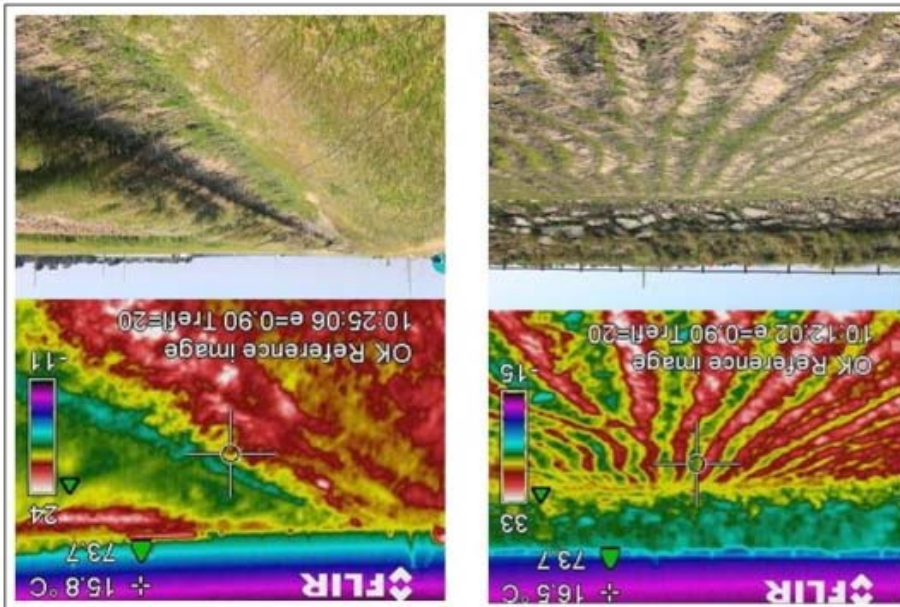 FLIR
16.5 °C
73.7
33
-15
OK Reference image
10:12:02 e=0.90 Trefl=20
FLIR
15.8 °C
73.7
24
-11
OK Reference image
10:25:06 e=0.90 Trefl=20